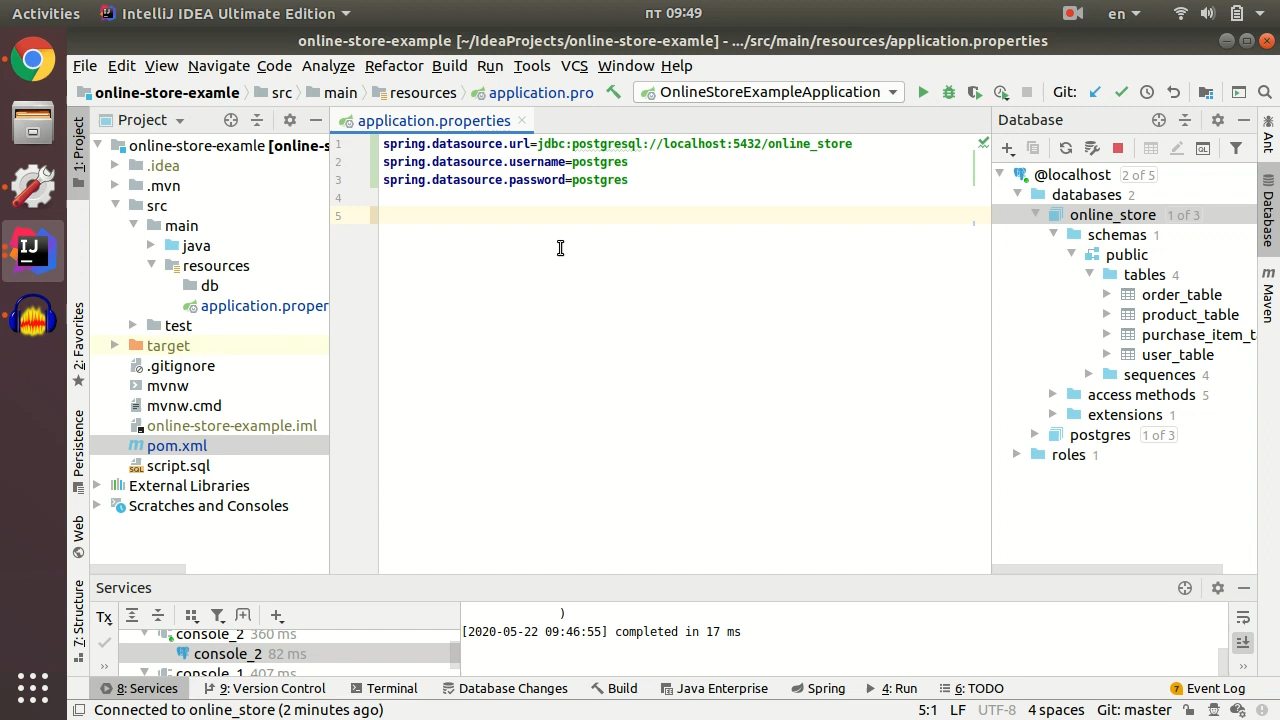 Activities IntelliJ IDEA Ultimate Edition пт 09:49 en
online-store-example [~/IdeaProjects/online-store-examle] - .../src/main/resources/application.properties
File Edit View Navigate Code Analyze Refactor Build Run Tools VCS Window Help
online-store-examle src main resources application.pro OnlineStoreExampleApplication Git:
1: Project
2: Favorites
Persistence
Web
7: Structure
Project
online-store-examle [online-s
.idea
.mvn
src
main
java
resources
db
application.proper
test
target
.gitignore
mvnw
mvnw.cmd
online-store-example.iml
pom.xml
script.sql
External Libraries
Scratches and Consoles
application.properties
1 spring.datasource.url=jdbc:postgresql://localhost:5432/online_store
2 spring.datasource.username=postgres
3 spring.datasource.password=postgres
4
5
Database
@localhost 2 of 5
databases 2
online_store 1 of 3
schemas 1
public
tables 4
order_table
product_table
purchase_item_t
user_table
sequences 4
access methods 5
extensions 1
postgres 1 of 3
roles 1
Ant
Database
Maven
Services
Tx
console_2 360 ms
console_2 82 ms
console_1 407 ms
)
[2020-05-22 09:46:55] completed in 17 ms
8: Services 9: Version Control Terminal Database Changes Build Java Enterprise Spring 4: Run 6: TODO 7 Event Log
Connected to online_store (2 minutes ago) 5:1 LF UTF-8 4 spaces Git: master